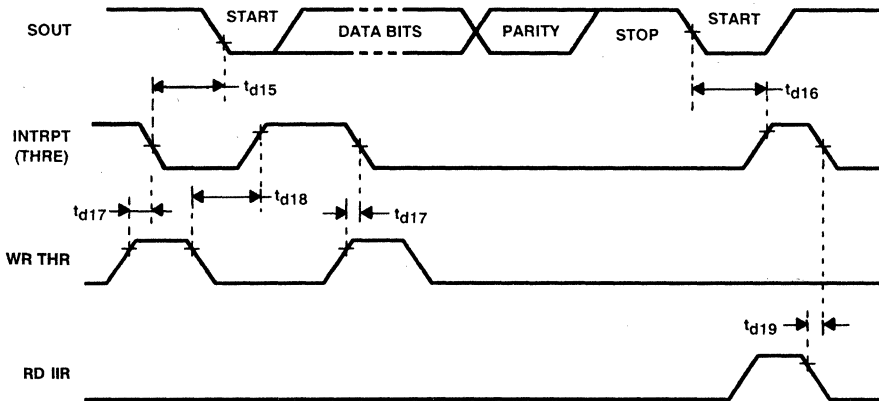 SOUT
START
DATA BITS
PARITY
STOP
START
td15
td16
INTRPT
(THRE)
td17
td18
td17
WR THR
td19
RD IIR